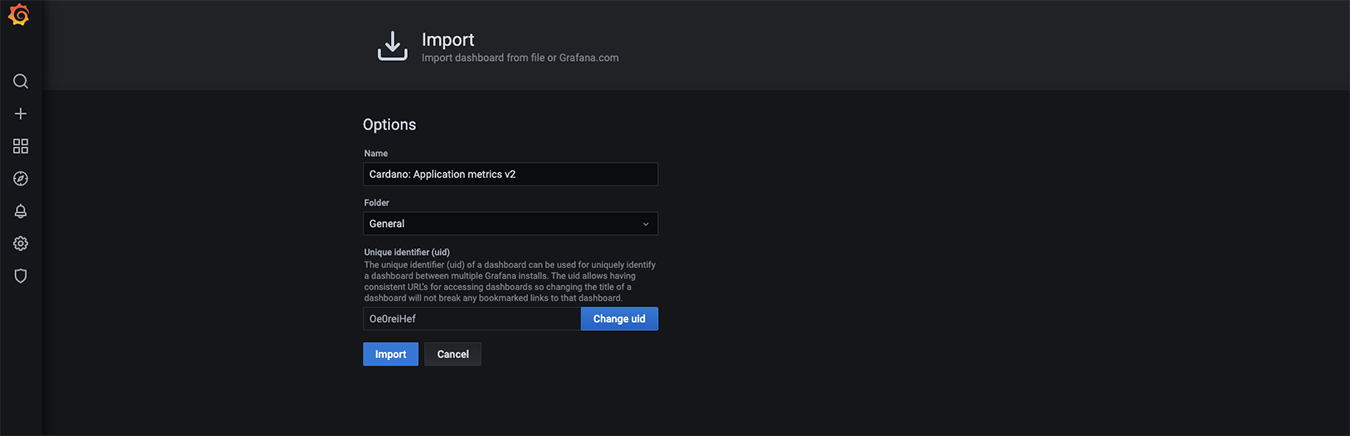 Import
Import dashboard from file or Grafana.com
Options
Name
Cardano: Application metrics v2
Folder
General
Unique identifier (uid)
The unique identifier (uid) of a dashboard can be used for uniquely identify
a dashboard between multiple Grafana installs. The uid allows having
consistent URL's for accessing dashboards so changing the title of a
dashboard will not break any bookmarked links to that dashboard.
Oe0reiHef
Change uid
Import
Cancel